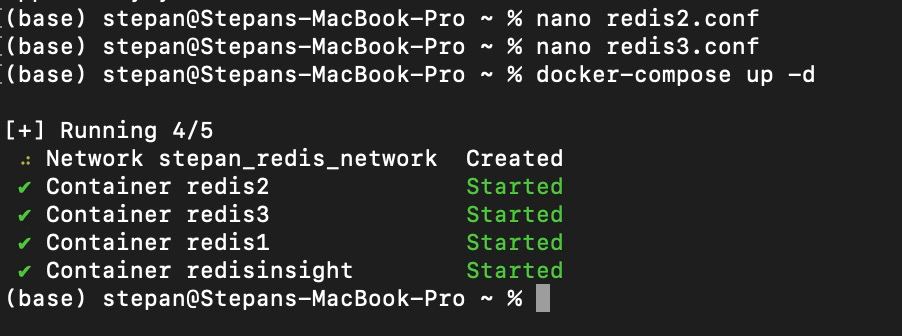 (base) stepan@Stepans-MacBook-Pro ~ % nano redis2.conf
(base) stepan@Stepans-MacBook-Pro ~ % nano redis3.conf
(base) stepan@Stepans-MacBook-Pro ~ % docker-compose up -d
[+] Running 4/5
⠴ Network stepan_redis_network Created
✔ Container redis2 Started
✔ Container redis3 Started
✔ Container redis1 Started
✔ Container redisinsight Started
(base) stepan@Stepans-MacBook-Pro ~ %